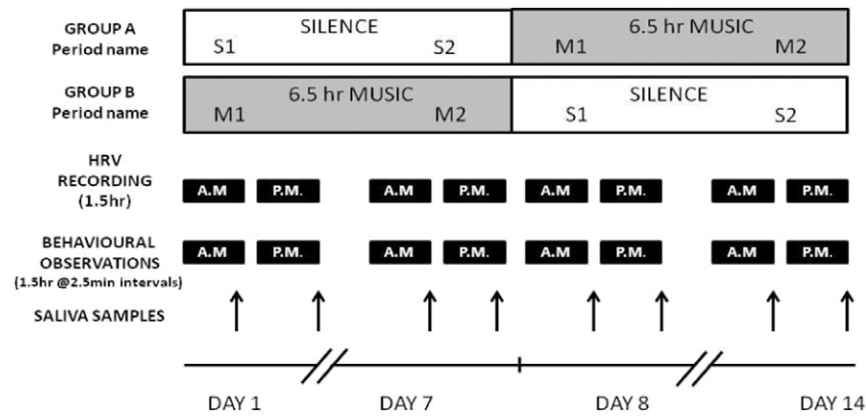 GROUP A
Period name
SILENCE
S1 S2
6.5 hr MUSIC
M1 M2
GROUP B
Period name
6.5 hr MUSIC
M1 M2
SILENCE
S1 S2
HRV
RECORDING
(1.5hr)
A.M P.M. A.M P.M. A.M P.M. A.M P.M.
BEHAVIOURAL
OBSERVATIONS
(1.5hr @2.5min intervals)
A.M P.M. A.M P.M. A.M P.M. A.M P.M.
SALIVA SAMPLES
DAY 1 DAY 7 DAY 8 DAY 14